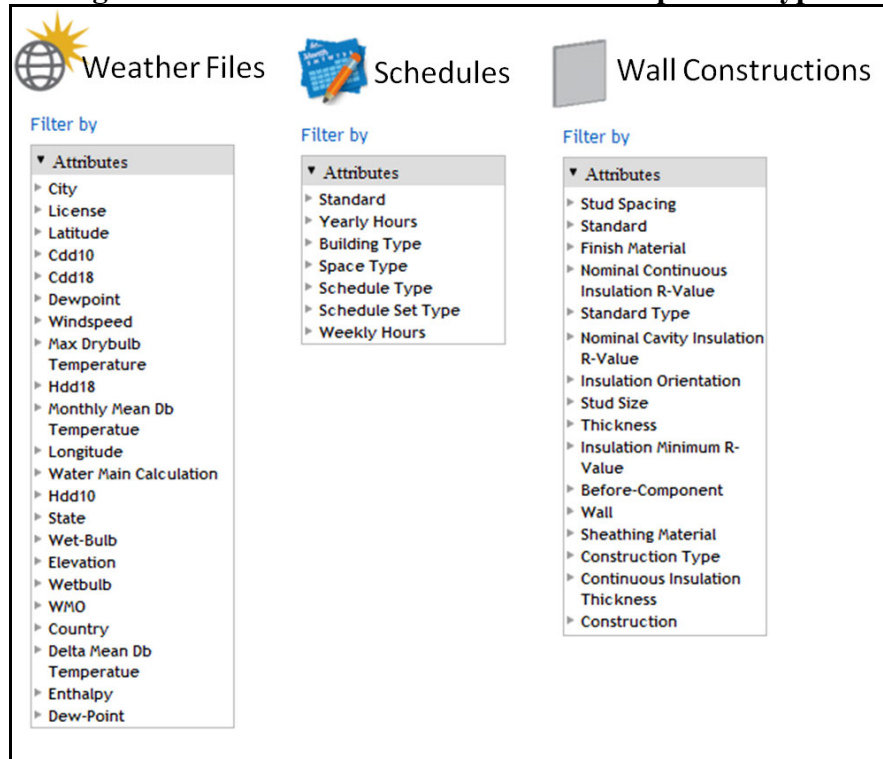 Weather Files
Filter by
Attributes
City
License
Latitude
Cdd10
Cdd18
Dewpoint
Windspeed
Max Drybulb
Temperature
Hdd18
Monthly Mean Db
Temperatue
Longitude
Water Main Calculation
Hdd10
State
Wet-Bulb
Elevation
Wetbulb
WMO
Country
Delta Mean Db
Temperatue
Enthalpy
Dew-Point
Schedules
Filter by
Attributes
Standard
Yearly Hours
Building Type
Space Type
Schedule Type
Schedule Set Type
Weekly Hours
Wall Constructions
Filter by
Attributes
Stud Spacing
Standard
Finish Material
Nominal Continuous
Insulation R-Value
Standard Type
Nominal Cavity Insulation
R-Value
Insulation Orientation
Stud Size
Thickness
Insulation Minimum R-
Value
Before-Component
Wall
Sheathing Material
Construction Type
Continuous Insulation
Thickness
Construction